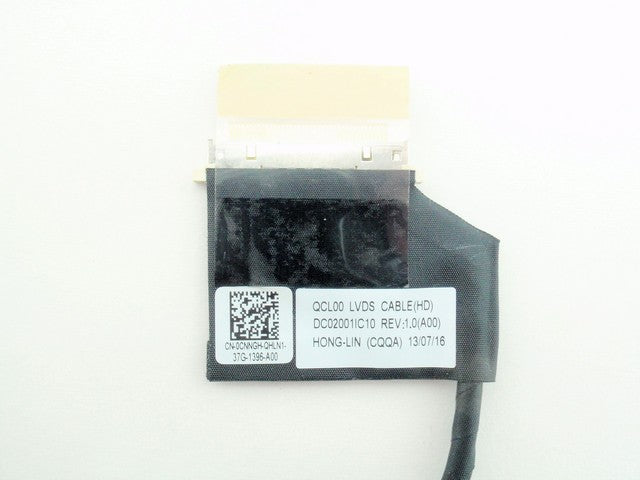 CN-0CNNGH-QHLN1-
37G-1396-A00
QCL00 LVDS CABLE(HD)
DC02001IC10 REV:1.0(A00)
HONG-LIN (CQQA) 13/07/16